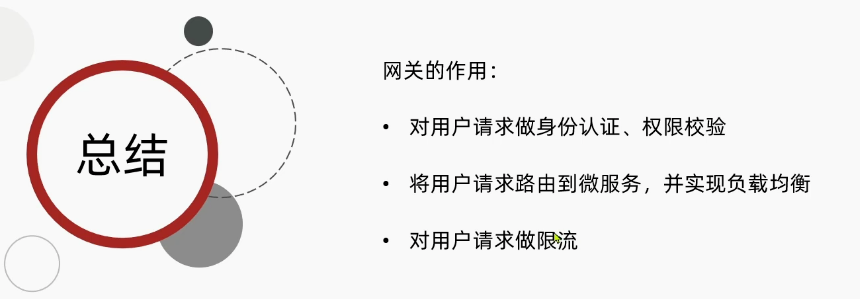 总结
网关的作用：
• 对用户请求做身份认证、权限校验
• 将用户请求路由到微服务，并实现负载均衡
• 对用户请求做限流